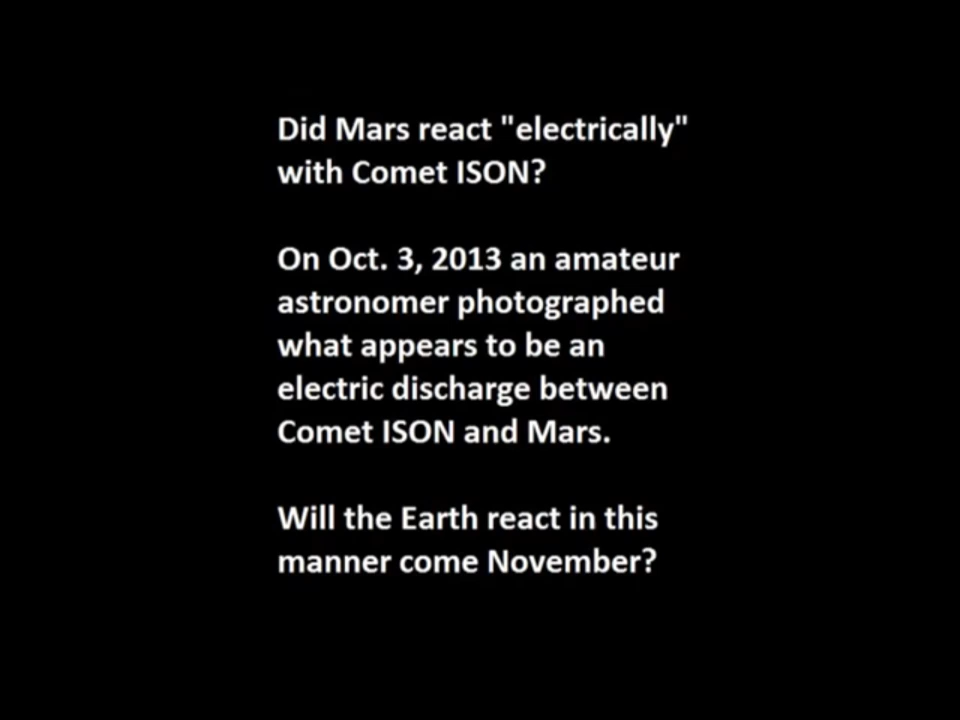 Did Mars react "electrically"
with Comet ISON?
On Oct. 3, 2013 an amateur
astronomer photographed
what appears to be an
electric discharge between
Comet ISON and Mars.
Will the Earth react in this
manner come November?